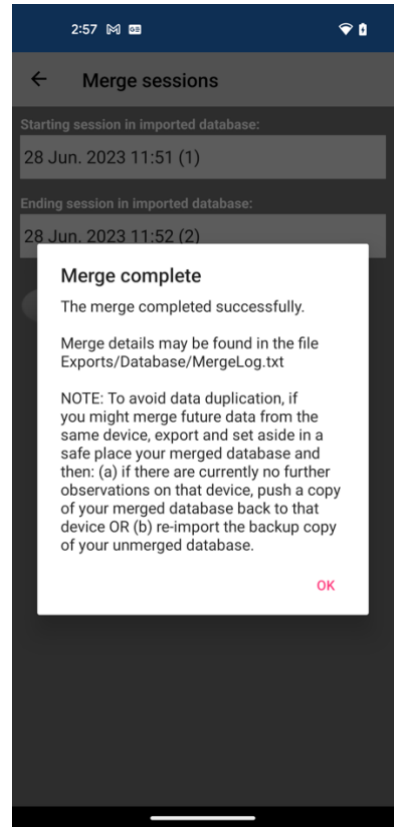 2:57
Merge sessions
Starting session in imported database:
28 Jun. 2023 11:51 (1)
Ending session in imported database:
28 Jun. 2023 11:52 (2)
Merge complete
The merge completed successfully.
Merge details may be found in the file
Exports/Database/MergeLog.txt
NOTE: To avoid data duplication, if
you might merge future data from the
same device, export and set aside in a
safe place your merged database and
then: (a) if there are currently no further
observations on that device, push a copy
of your merged database back to that
device OR (b) re-import the backup copy
of your unmerged database.
OK